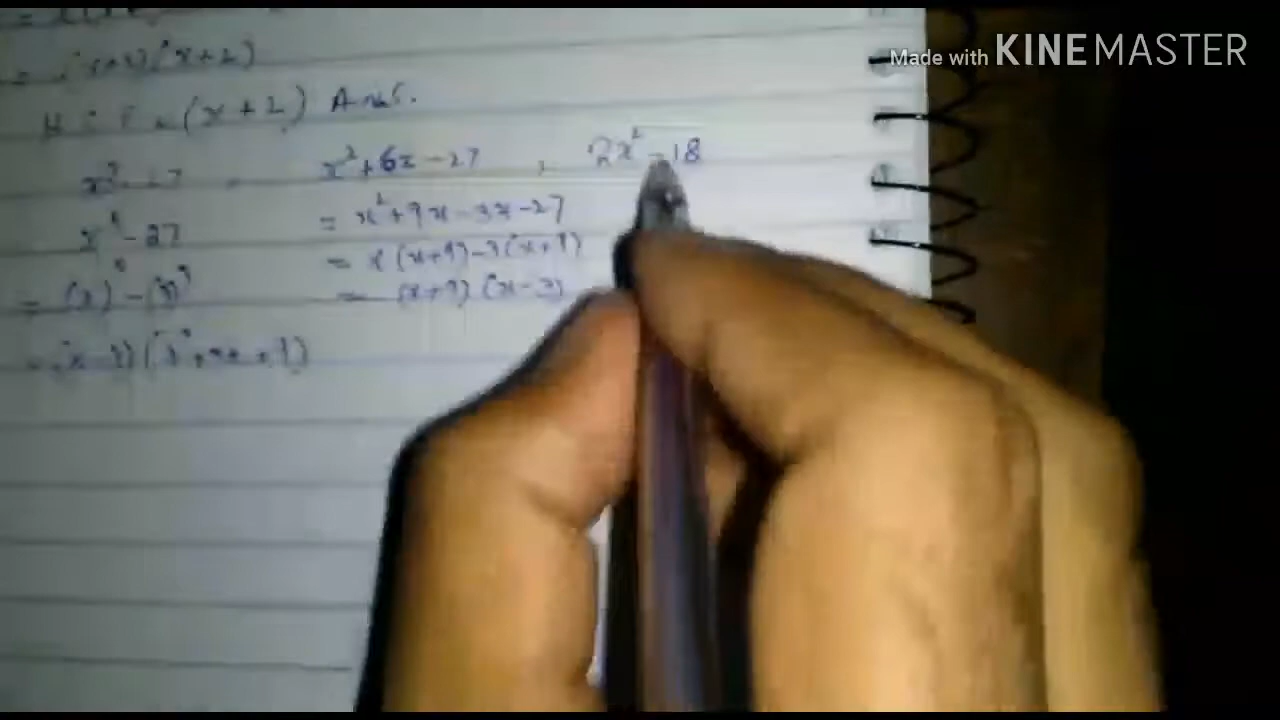 Made with KINEMASTER
(x+2)
H.C.F = (x+2) Ans.
x³-27, x²+6x-27, 2x²-18
x³-27 = x²+9x-3x-27
= (x)³-(3)³ = x(x+9)-3(x+9)
= (x+9)(x-3)
= (x-3)(x²+3x+9)